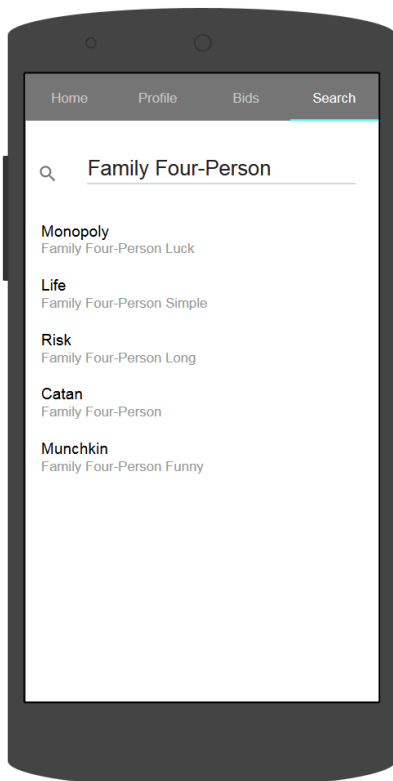 Home Profile Bids Search
Family Four-Person
Monopoly
Family Four-Person Luck
Life
Family Four-Person Simple
Risk
Family Four-Person Long
Catan
Family Four-Person
Munchkin
Family Four-Person Funny